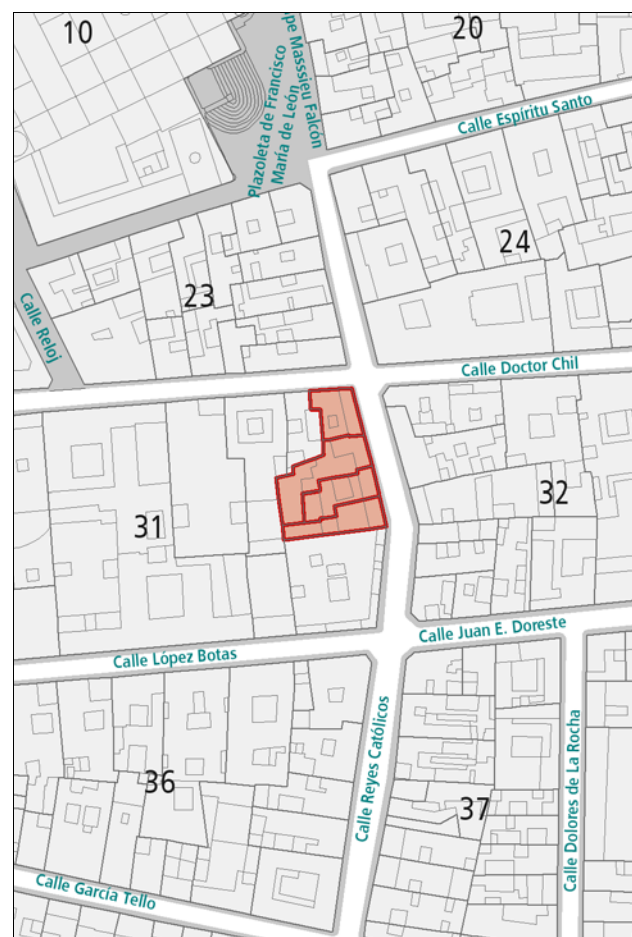 10
20
Plazoleta de Francisco
María de León
ope Masssieu Falcón
Calle Espíritu Santo
24
23
Calle Reloj
Calle Doctor Chil
31
32
Calle Juan E. Doreste
Calle López Botas
Calle Reyes Católicos
36
37
Calle Dolores de La Rocha
Calle García Tello